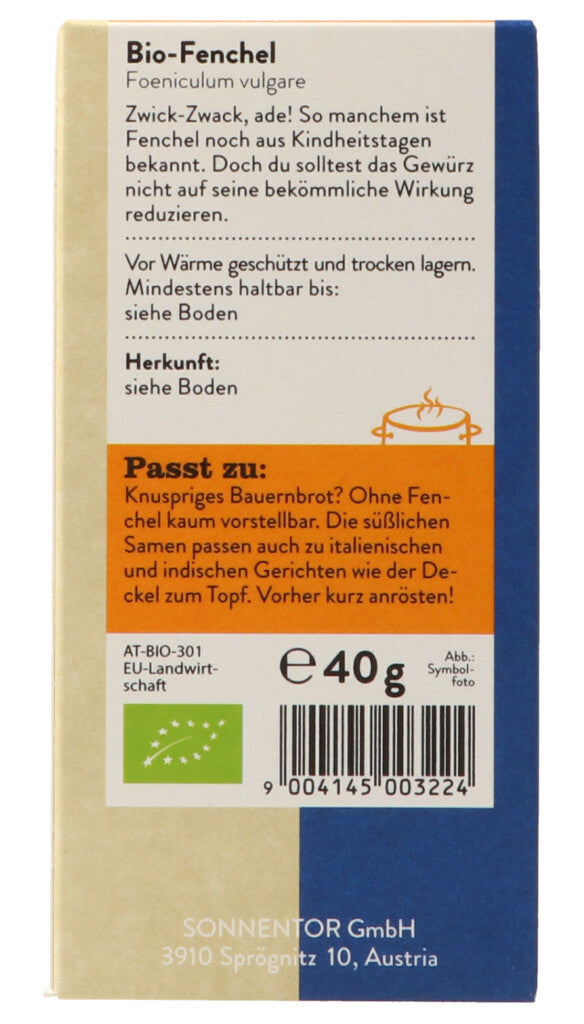 Bio-Fenchel
Foeniculum vulgare
Zwick-Zwack, ade! So manchem ist
Fenchel noch aus Kindheitstagen
bekannt. Doch du solltest das Gewürz
nicht auf seine bekömmliche Wirkung
reduzieren.
Vor Wärme geschützt und trocken lagern.
Mindestens haltbar bis:
siehe Boden
Herkunft:
siehe Boden
Passt zu:
Knuspriges Bauernbrot? Ohne Fen-
chel kaum vorstellbar. Die süßlichen
Samen passen auch zu italienischen
und indischen Gerichten wie der De-
ckel zum Topf. Vorher kurz anrösten!
AT-BIO-301
EU-Landwirt-
schaft
℮40g
Abb.:
Symbol-
foto
9 004145 003224
SONNENTOR GmbH
3910 Sprögnitz 10, Austria